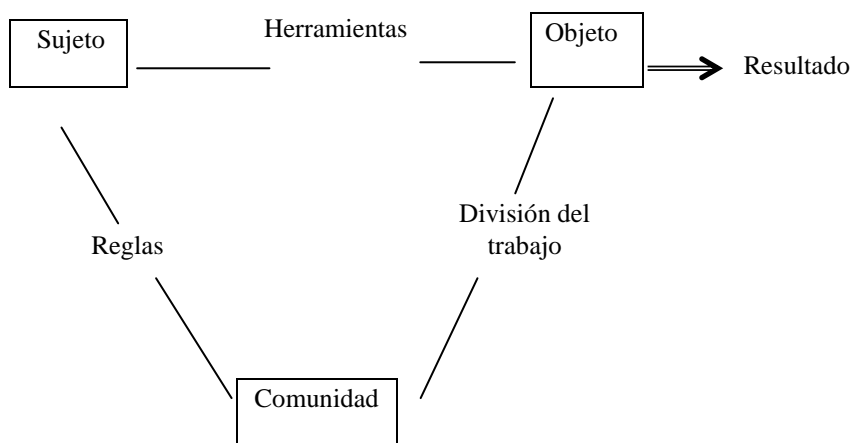 Sujeto
Herramientas
Objeto
Resultado
Reglas
División del
trabajo
Comunidad